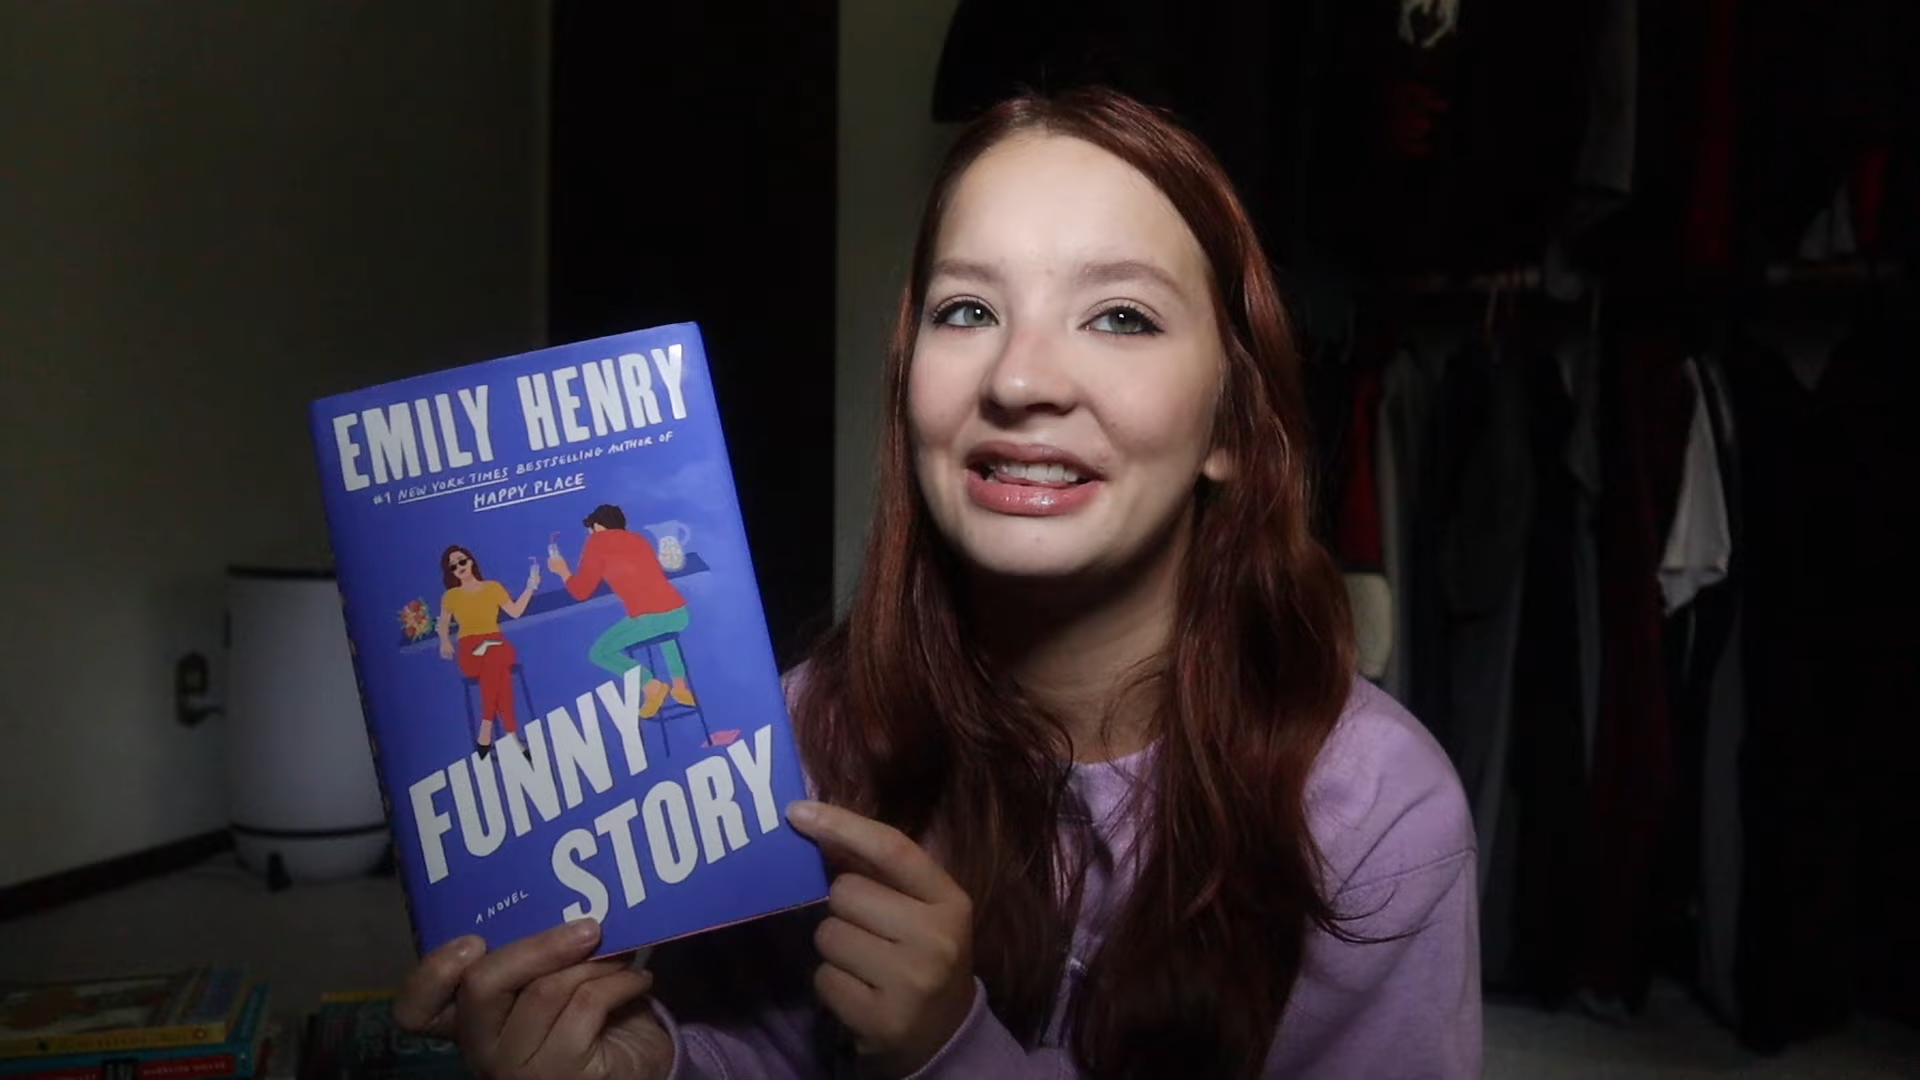 EMILY HENRY
#1 NEW YORK TIMES BESTSELLING AUTHOR OF
HAPPY PLACE
FUNNY
STORY
A NOVEL